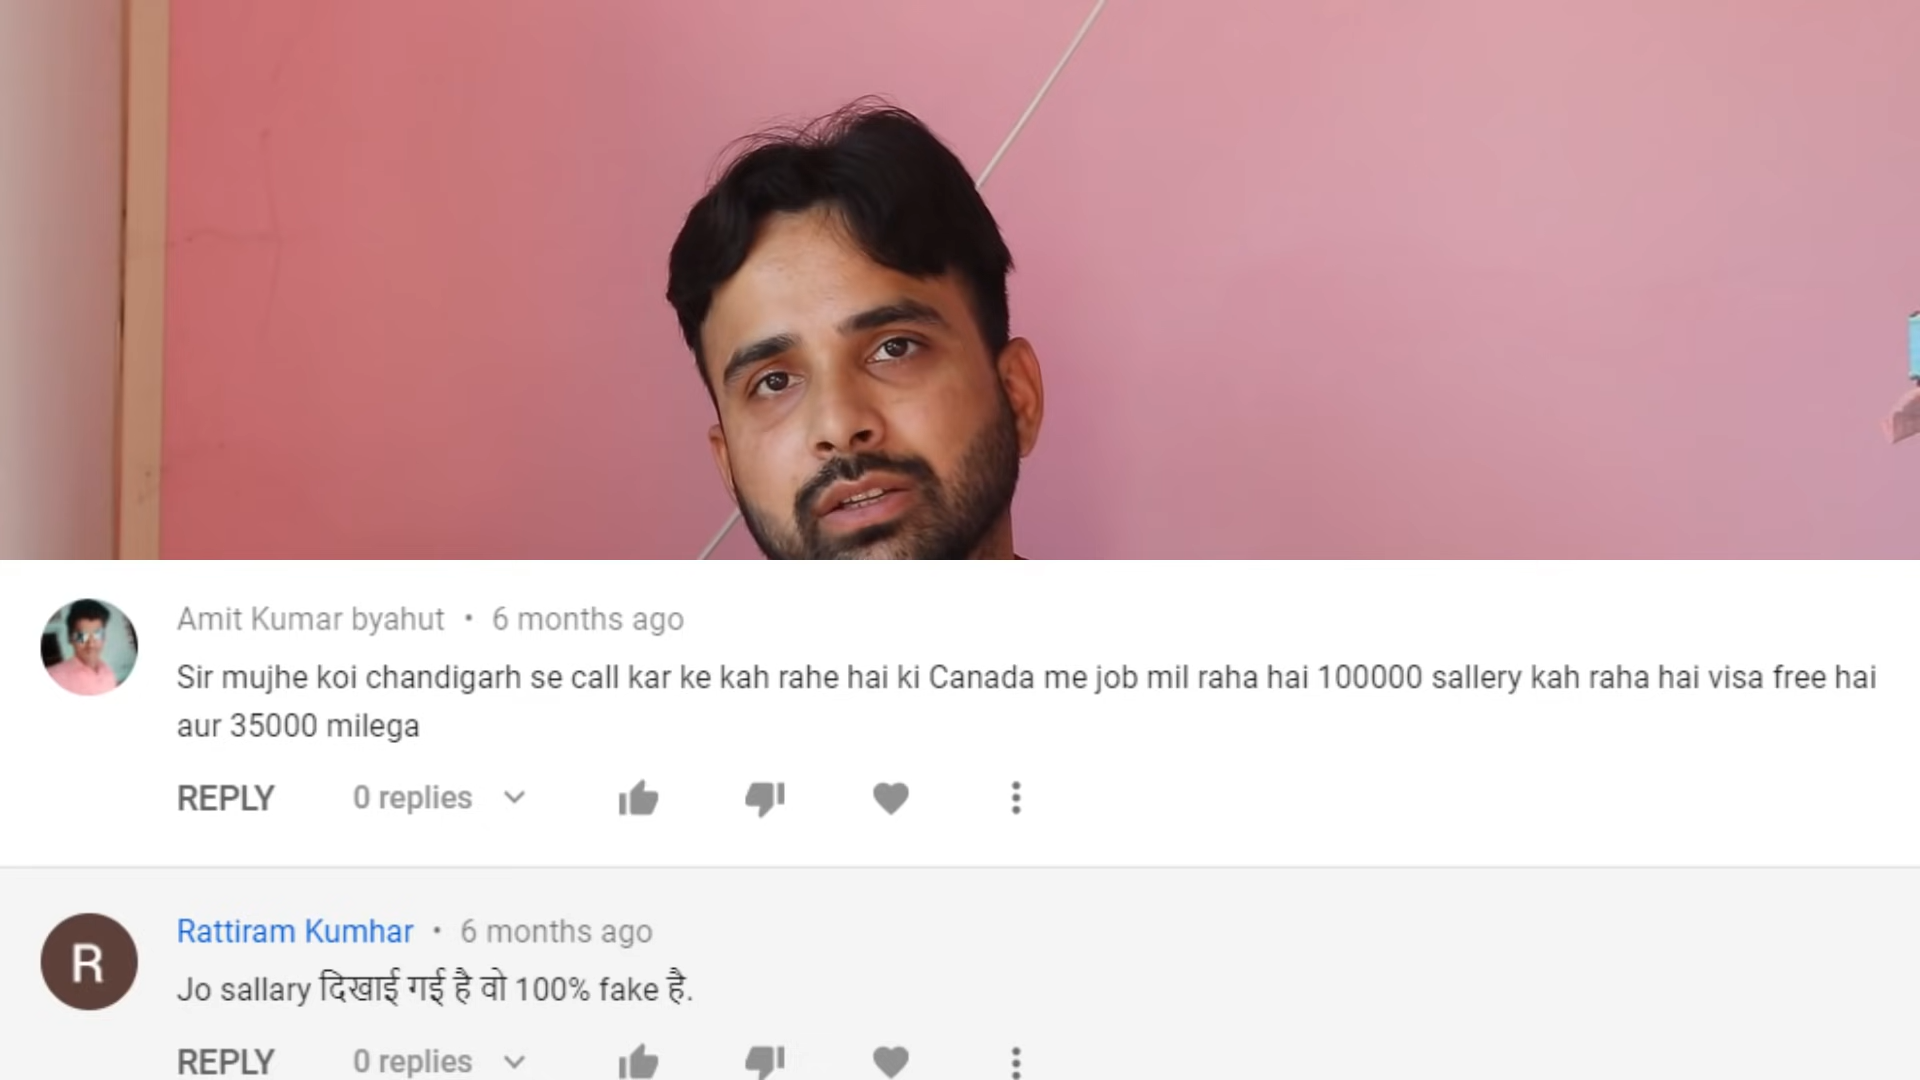 Amit Kumar byahut • 6 months ago
Sir mujhe koi chandigarh se call kar ke kah rahe hai ki Canada me job mil raha hai 100000 sallery kah raha hai visa free hai
aur 35000 milega
REPLY 0 replies
R
Rattiram Kumhar • 6 months ago
Jo sallary दिखाई गई है वो 100% fake है.
REPLY 0 replies